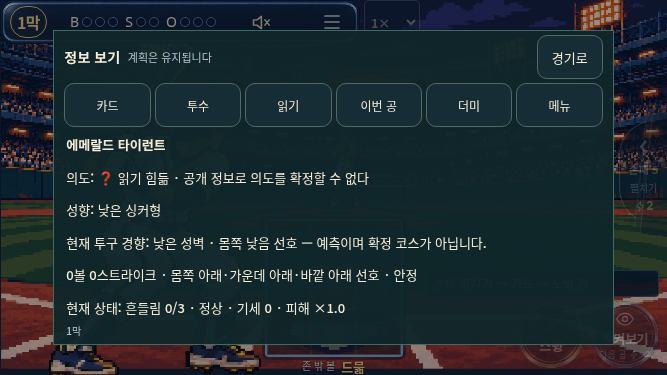 1막 B○○○ S○○ O○○○ 1×
정보 보기 계획은 유지됩니다 경기로
카드 투수 읽기 이번 공 더미 메뉴
에메랄드 타이런트
의도: ❓ 읽기 힘듦 · 공개 정보로 의도를 확정할 수 없다
성향: 낮은 싱커형
현재 투구 경향: 낮은 성벽 · 몸쪽 낮음 선호 — 예측이며 확정 코스가 아닙니다.
0볼 0스트라이크 · 몸쪽 아래·가운데 아래·바깥 아래 선호 · 안정
현재 상태: 흔들림 0/3 · 정상 · 기세 0 · 피해 ×1.0
1막
존 밖 볼 드묾